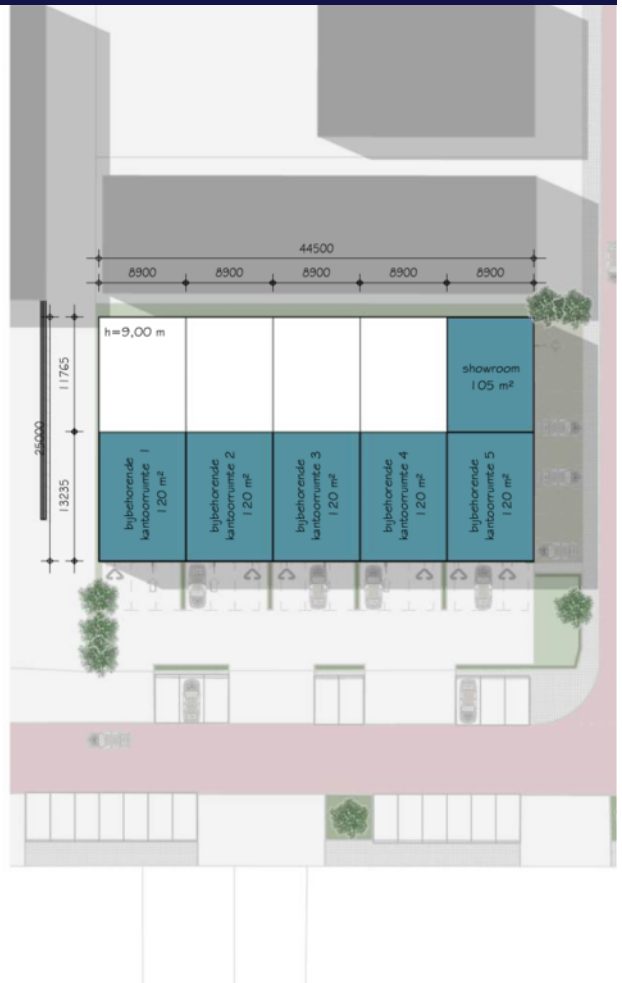 44500
8900
8900
8900
8900
8900
h=9,00 m
11765
25000
13235
showroom
105 m²
bijbehorende
kantoorruimte 1
120 m²
bijbehorende
kantoorruimte 2
120 m²
bijbehorende
kantoorruimte 3
120 m²
bijbehorende
kantoorruimte 4
120 m²
bijbehorende
kantoorruimte 5
120 m²